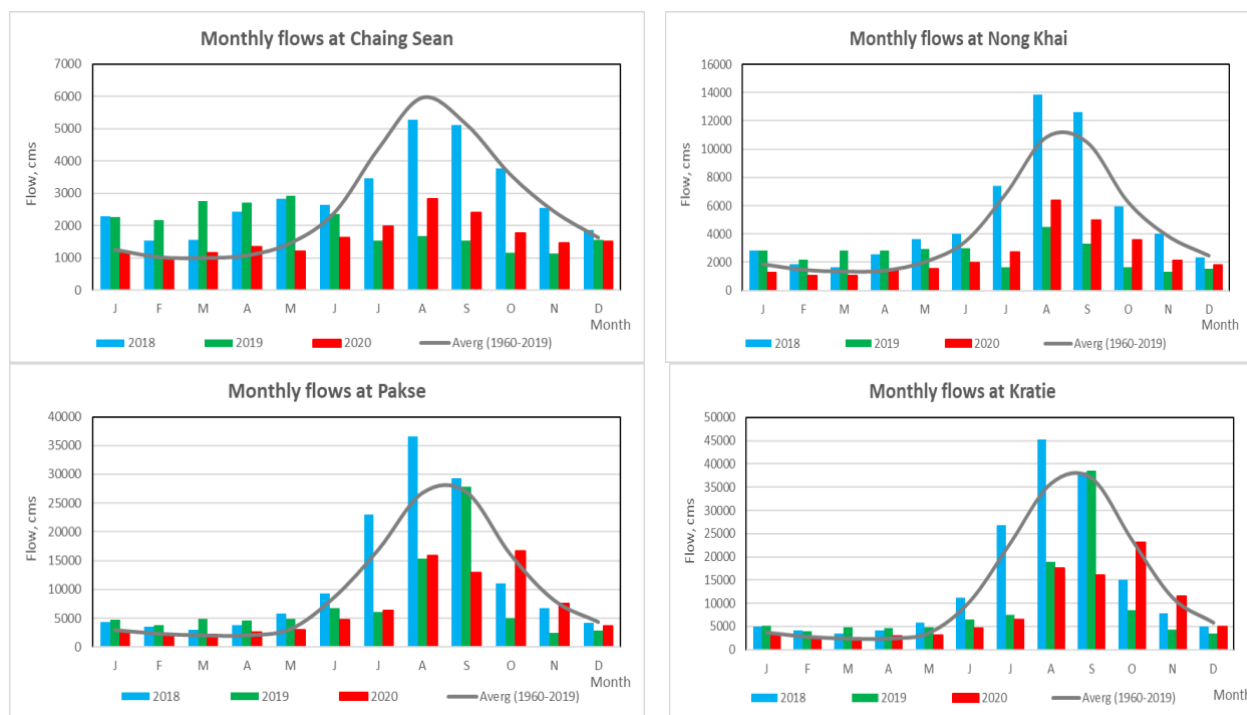 Monthly flows at Chaing Sean
7000
6000
5000
4000
3000
2000
1000
0
Flow, cms
J F M A M J J A S O N D
Month
2018 2019 2020 Averg (1960-2019)
Monthly flows at Nong Khai
16000
14000
12000
10000
8000
6000
4000
2000
0
Flow, cms
J F M A M J J A S O N D
Month
2018 2019 2020 Averg (1960-2019)
Monthly flows at Pakse
40000
35000
30000
25000
20000
15000
10000
5000
0
Flow, cms
J F M A M J J A S O N D
Month
2018 2019 2020 Averg (1960-2019)
Monthly flows at Kratie
50000
45000
40000
35000
30000
25000
20000
15000
10000
5000
0
Flow, cms
J F M A M J J A S O N D
Month
2018 2019 2020 Averg (1960-2019)